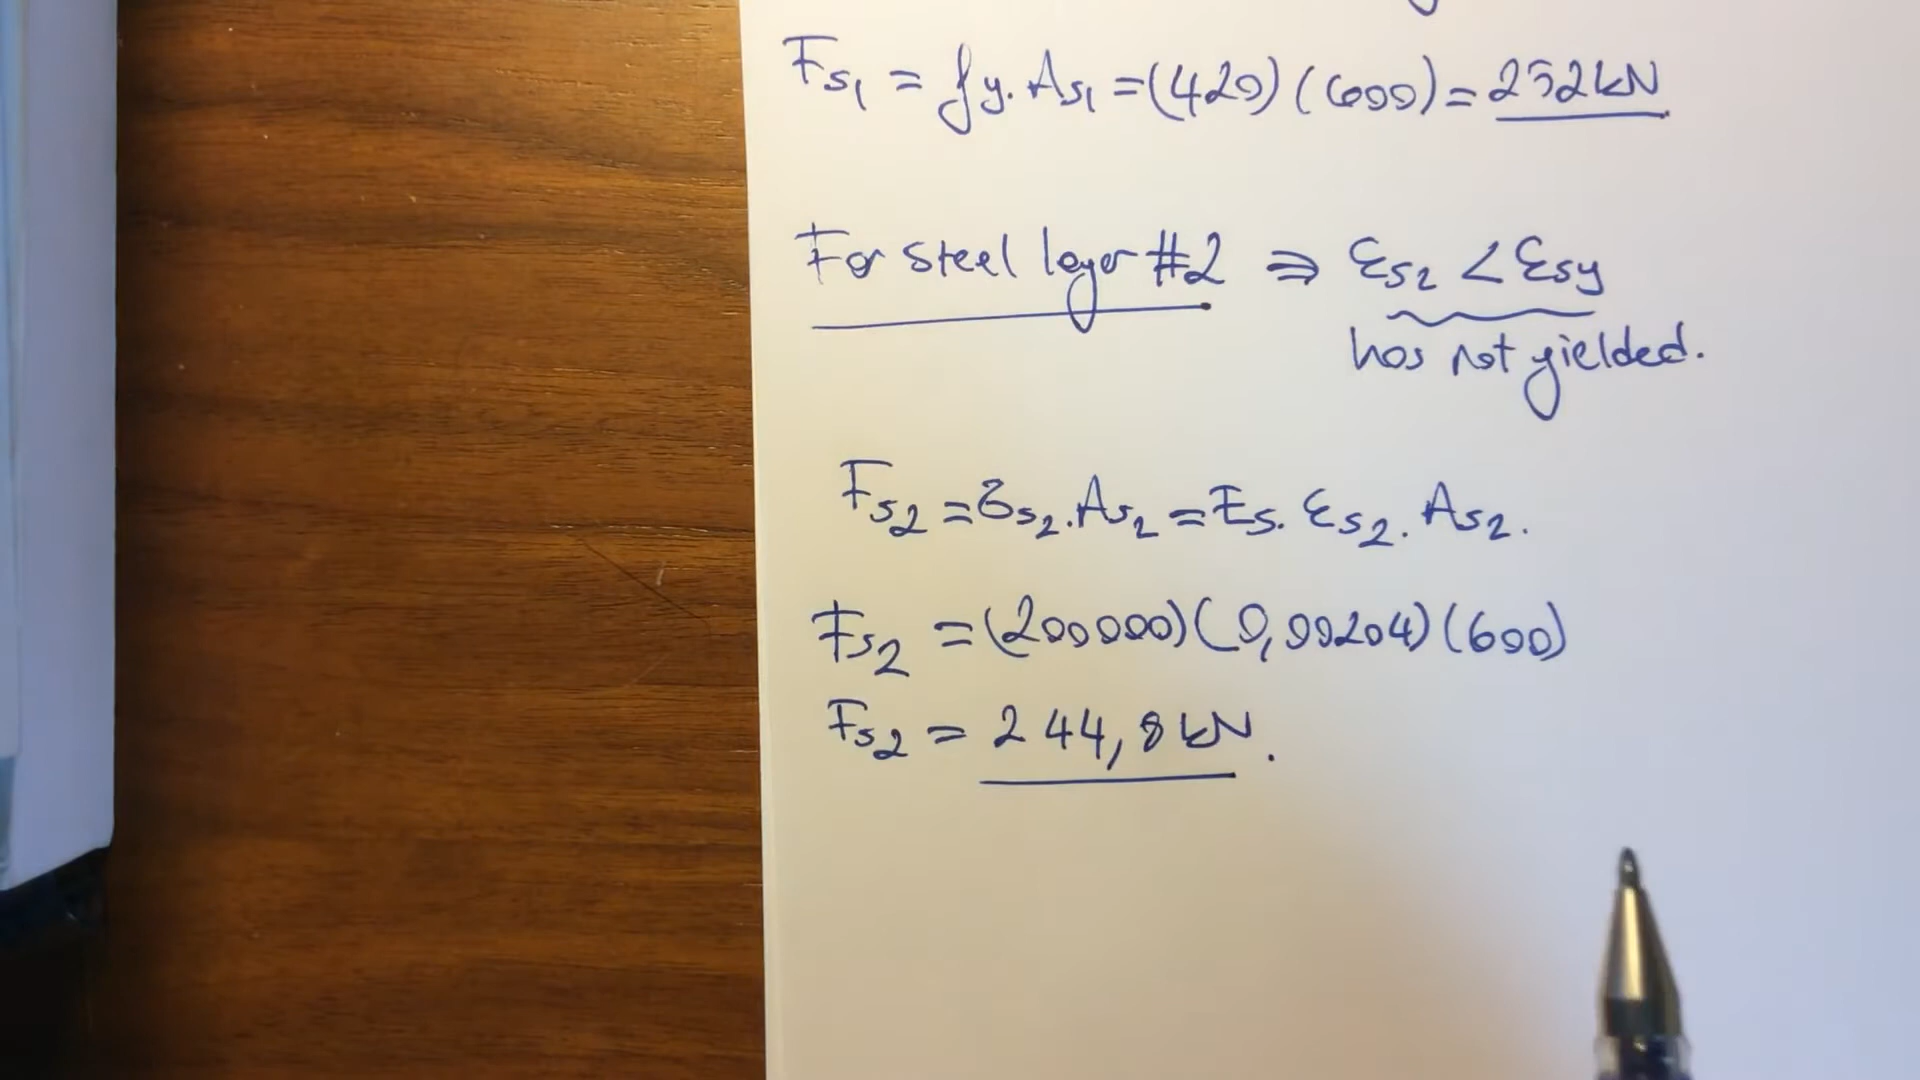 Fs1 = fy.As1 = (420)(600) = 252kN
For Steel layer #2 ⇒ εs2 < εsy
has not yielded.
Fs2 = σs2.As2 = Es.εs2.As2.
Fs2 = (200000)(0,00204)(600)
Fs2 = 244,8 kN.